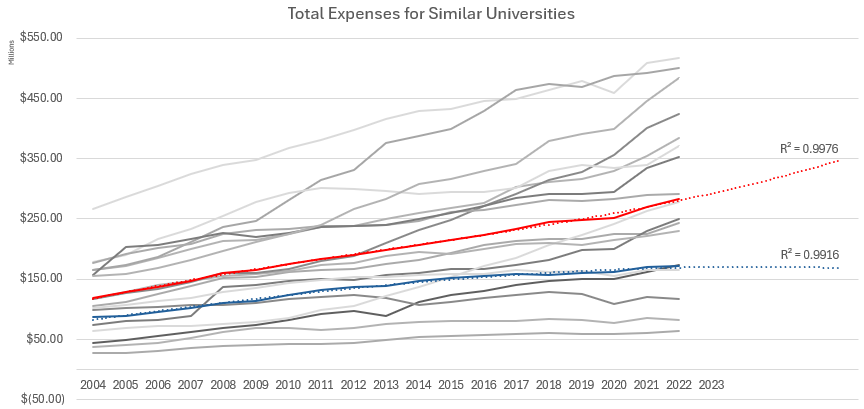 Total Expenses for Similar Universities
$550.00
Millions
$450.00
$350.00
R² = 0.9976
$250.00
R² = 0.9916
$150.00
$50.00
2004 2005 2006 2007 2008 2009 2010 2011 2012 2013 2014 2015 2016 2017 2018 2019 2020 2021 2022 2023
$(50.00)